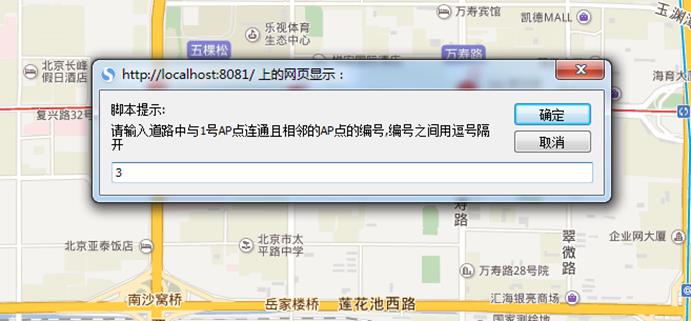 乐视体育
生态中心
万寿宾馆
凯德MALL
玉渊
五棵松
万寿路
北京长峰
假日酒店
http://localhost:8081/ 上的网页显示：
海育大
复兴路32号
脚本提示:
请输入道路中与1号AP点连通且相邻的AP点的编号,编号之间用逗号隔
开
确定
取消
3
寿
路
翠
微
路
北京亚泰饭店
北京市太
平路中学
企业网大厦
万寿路28号院
南沙窝桥
岳家楼桥
莲花池西路
汇海银亮商场
国家测绘地